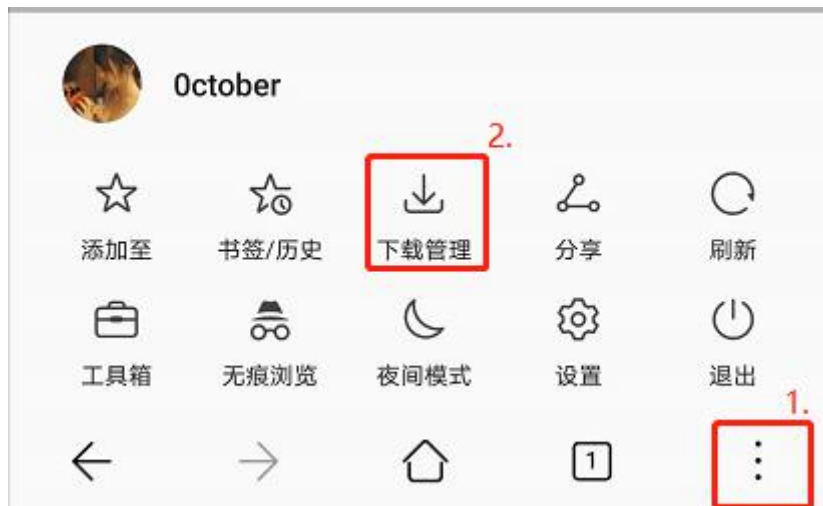 0ctober
2.
添加至 书签/历史 下载管理 分享 刷新
工具箱 无痕浏览 夜间模式 设置 退出
1.
1